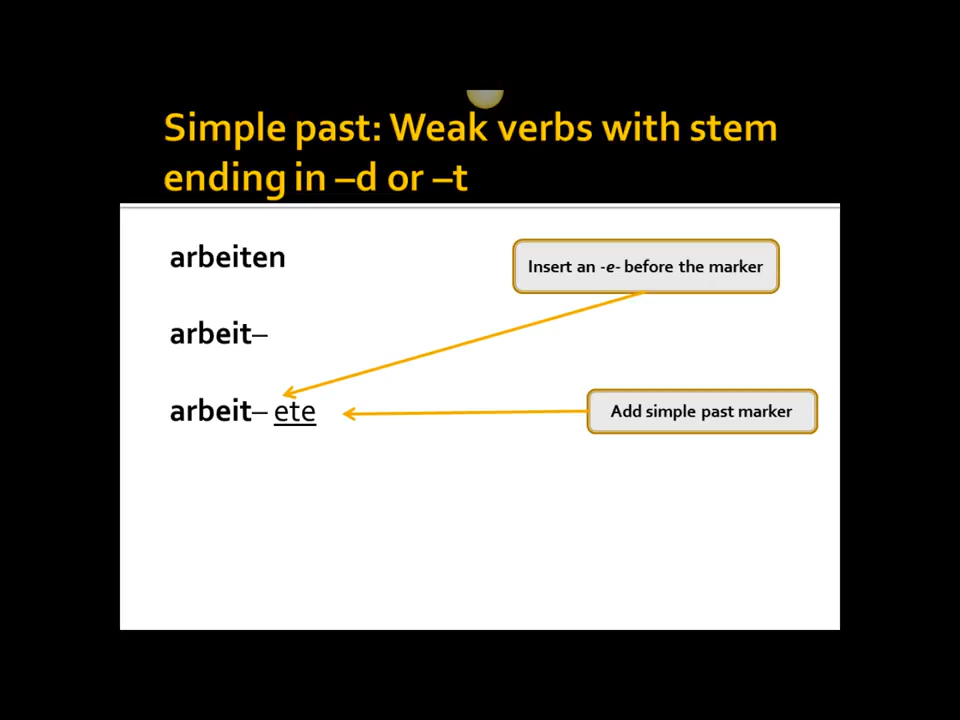 Simple past: Weak verbs with stem
ending in –d or –t
arbeiten
Insert an -e- before the marker
arbeit–
arbeit– ete
Add simple past marker